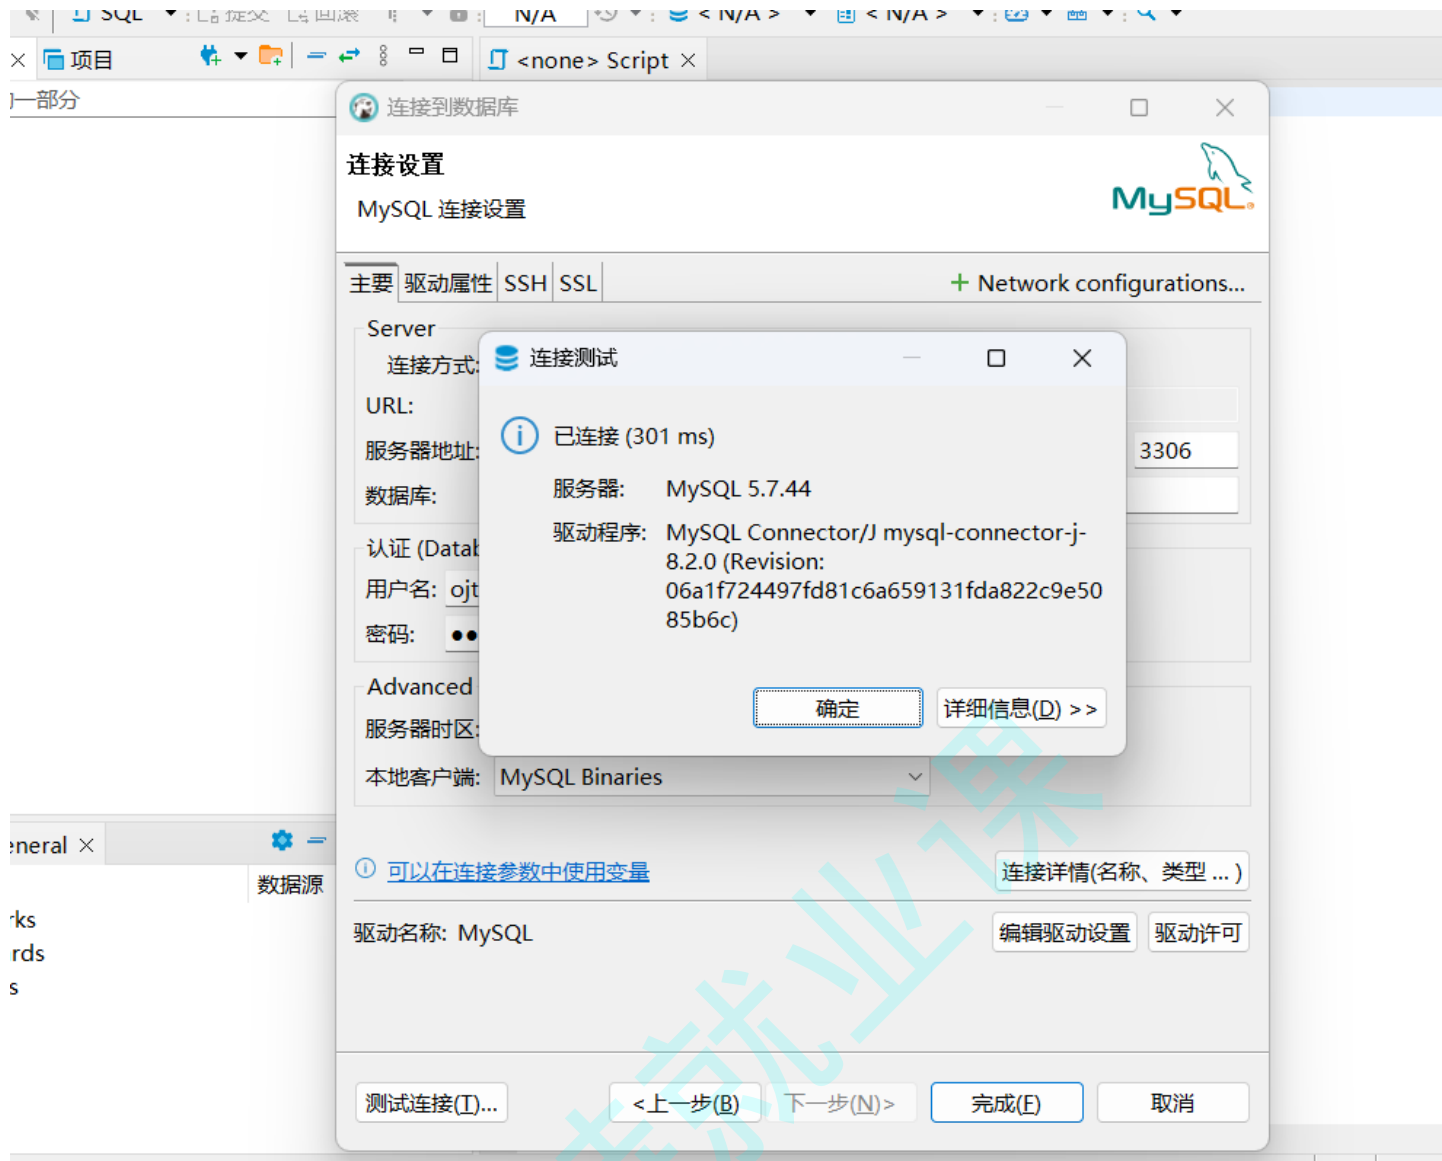 SQL
提交
回滚
N/A
< N/A >
< N/A >
项目
<none> Script
一部分
连接到数据库
连接设置
MySQL 连接设置
MySQL
主要
驱动属性
SSH
SSL
Network configurations...
Server
连接方式:
URL:
服务器地址:
3306
数据库:
连接测试
已连接 (301 ms)
服务器:
MySQL 5.7.44
驱动程序:
MySQL Connector/J mysql-connector-j-
8.2.0 (Revision:
06a1f724497fd81c6a659131fda822c9e50
85b6c)
确定
详细信息(D) >>
认证 (Datab
用户名: ojt
密码:
Advanced
服务器时区:
本地客户端:
MySQL Binaries
可以在连接参数中使用变量
连接详情(名称、类型 ... )
驱动名称: MySQL
编辑驱动设置
驱动许可
测试连接(T)...
<上一步(B)
下一步(N)>
完成(F)
取消
eneral
数据源
rks
rds
s
就业课